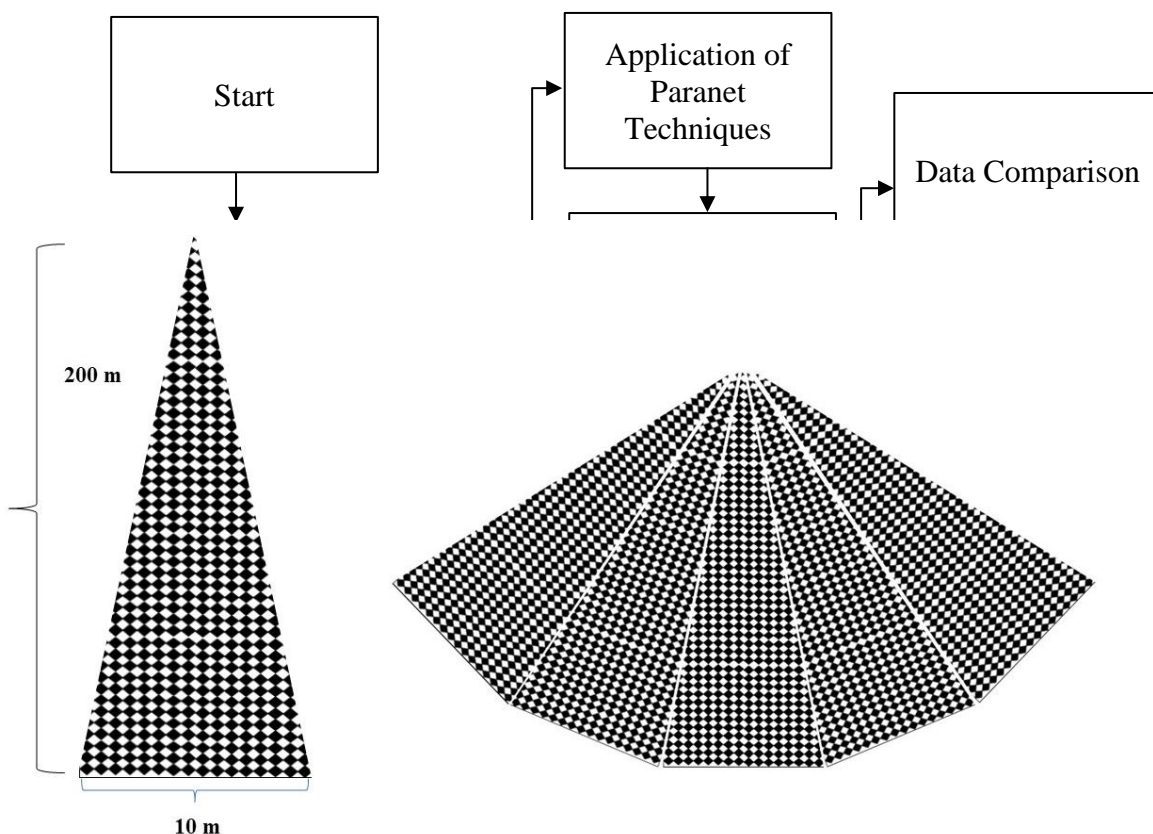 Start
Application of
Paranet
Techniques
Data Comparison
200 m
10 m